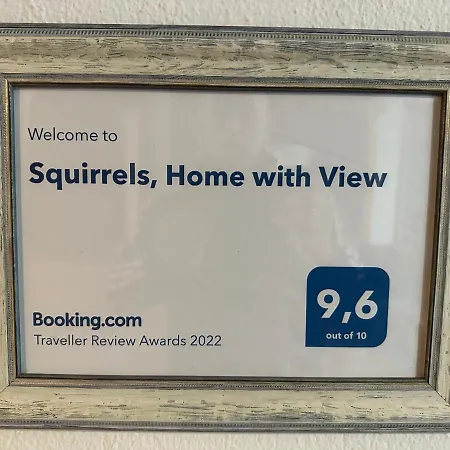 Welcome to
Squirrels, Home with View
9,6
out of 10
Booking.com
Traveller Review Awards 2022